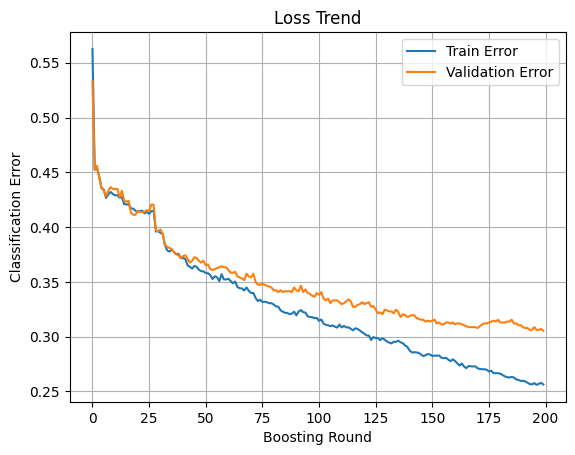 Loss Trend
Train Error
Validation Error
Classification Error
0.55
0.50
0.45
0.40
0.35
0.30
0.25
0 25 50 75 100 125 150 175 200
Boosting Round